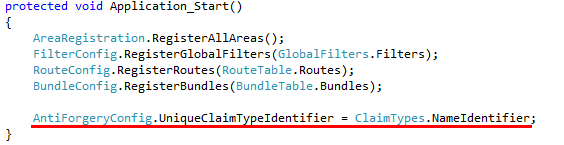 protected void Application_Start()
{
AreaRegistration.RegisterAllAreas();
FilterConfig.RegisterGlobalFilters(GlobalFilters.Filters);
RouteConfig.RegisterRoutes(RouteTable.Routes);
BundleConfig.RegisterBundles(BundleTable.Bundles);
AntiForgeryConfig.UniqueClaimTypeIdentifier = ClaimTypes.NameIdentifier;
}